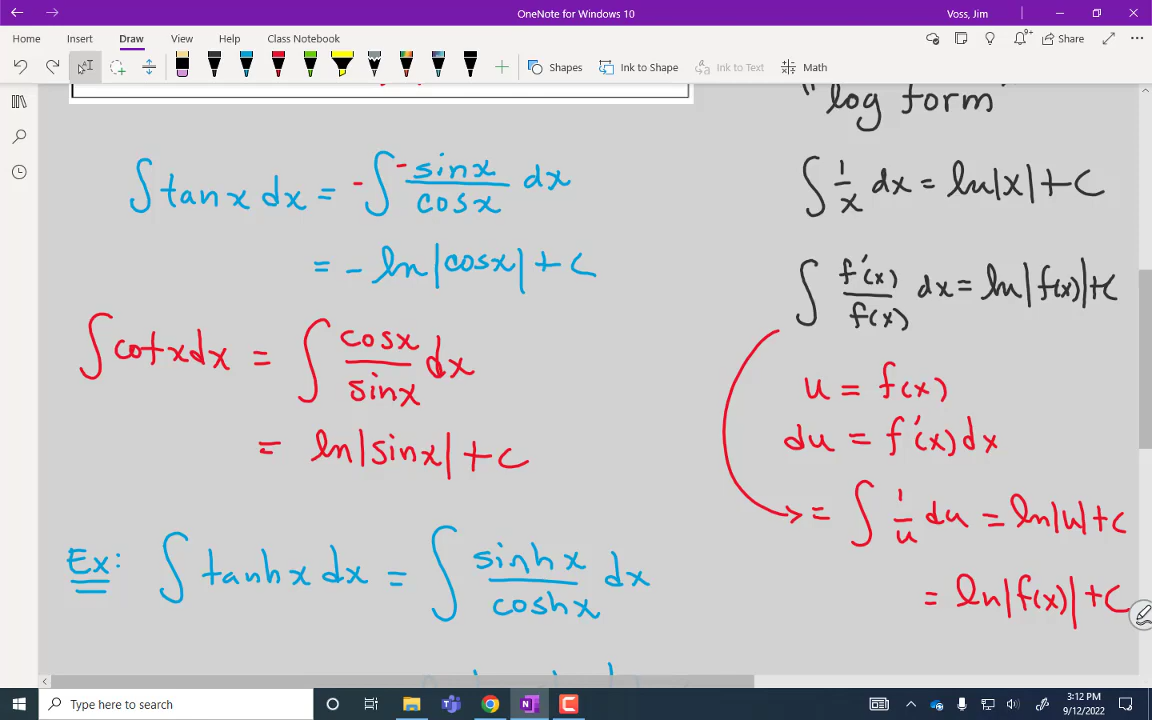 OneNote for Windows 10
Voss, Jim
Home Insert Draw View Help Class Notebook
Share
Shapes Ink to Shape Ink to Text Math
"log form"
∫ tan x dx = -∫ -sin x / cos x dx
= - ln |cos x| + C
∫ cot x dx = ∫ cos x / sin x dx
= ln |sin x| + C
Ex: ∫ tanh x dx = ∫ sinh x / cosh x dx
∫ 1/x dx = ln |x| + C
∫ f'(x) / f(x) dx = ln |f(x)| + C
u = f(x)
du = f'(x) dx
= ∫ 1/u du = ln |u| + C
= ln |f(x)| + C
Type here to search
3:12 PM
9/12/2022